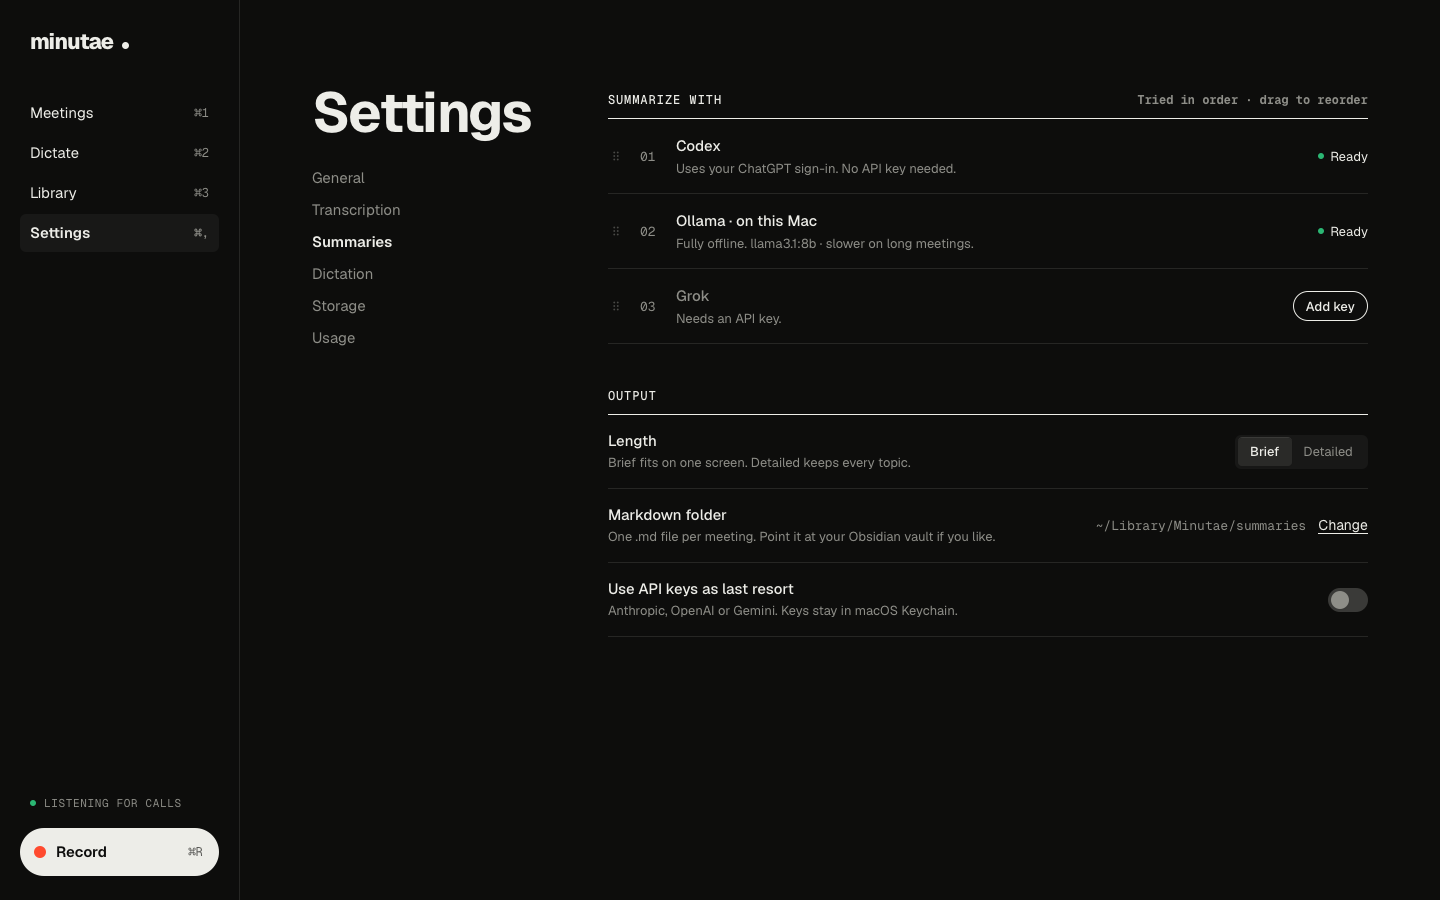 minutae
Meetings ⌘1
Dictate ⌘2
Library ⌘3
Settings ⌘,
LISTENING FOR CALLS
Record ⌘R
Settings
General
Transcription
Summaries
Dictation
Storage
Usage
SUMMARIZE WITH Tried in order · drag to reorder
01 Codex Ready
Uses your ChatGPT sign-in. No API key needed.
02 Ollama · on this Mac Ready
Fully offline. llama3.1:8b · slower on long meetings.
03 Grok Add key
Needs an API key.
OUTPUT
Length Brief Detailed
Brief fits on one screen. Detailed keeps every topic.
Markdown folder ~/Library/Minutae/summaries Change
One .md file per meeting. Point it at your Obsidian vault if you like.
Use API keys as last resort
Anthropic, OpenAI or Gemini. Keys stay in macOS Keychain.